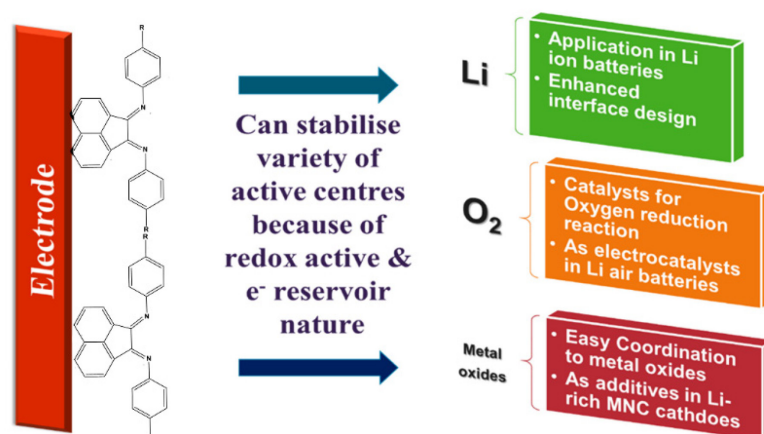 Electrode
R
N
N
R
R
N
N
Can stabilise
variety of
active centres
because of
redox active &
e⁻ reservoir
nature
Li
• Application in Li
ion batteries
• Enhanced
interface design
O₂
• Catalysts for
Oxygen reduction
reaction
• As electrocatalysts
in Li air batteries
Metal
oxides
• Easy Coordination
to metal oxides
• As additives in Li-
rich MNC cathdoes